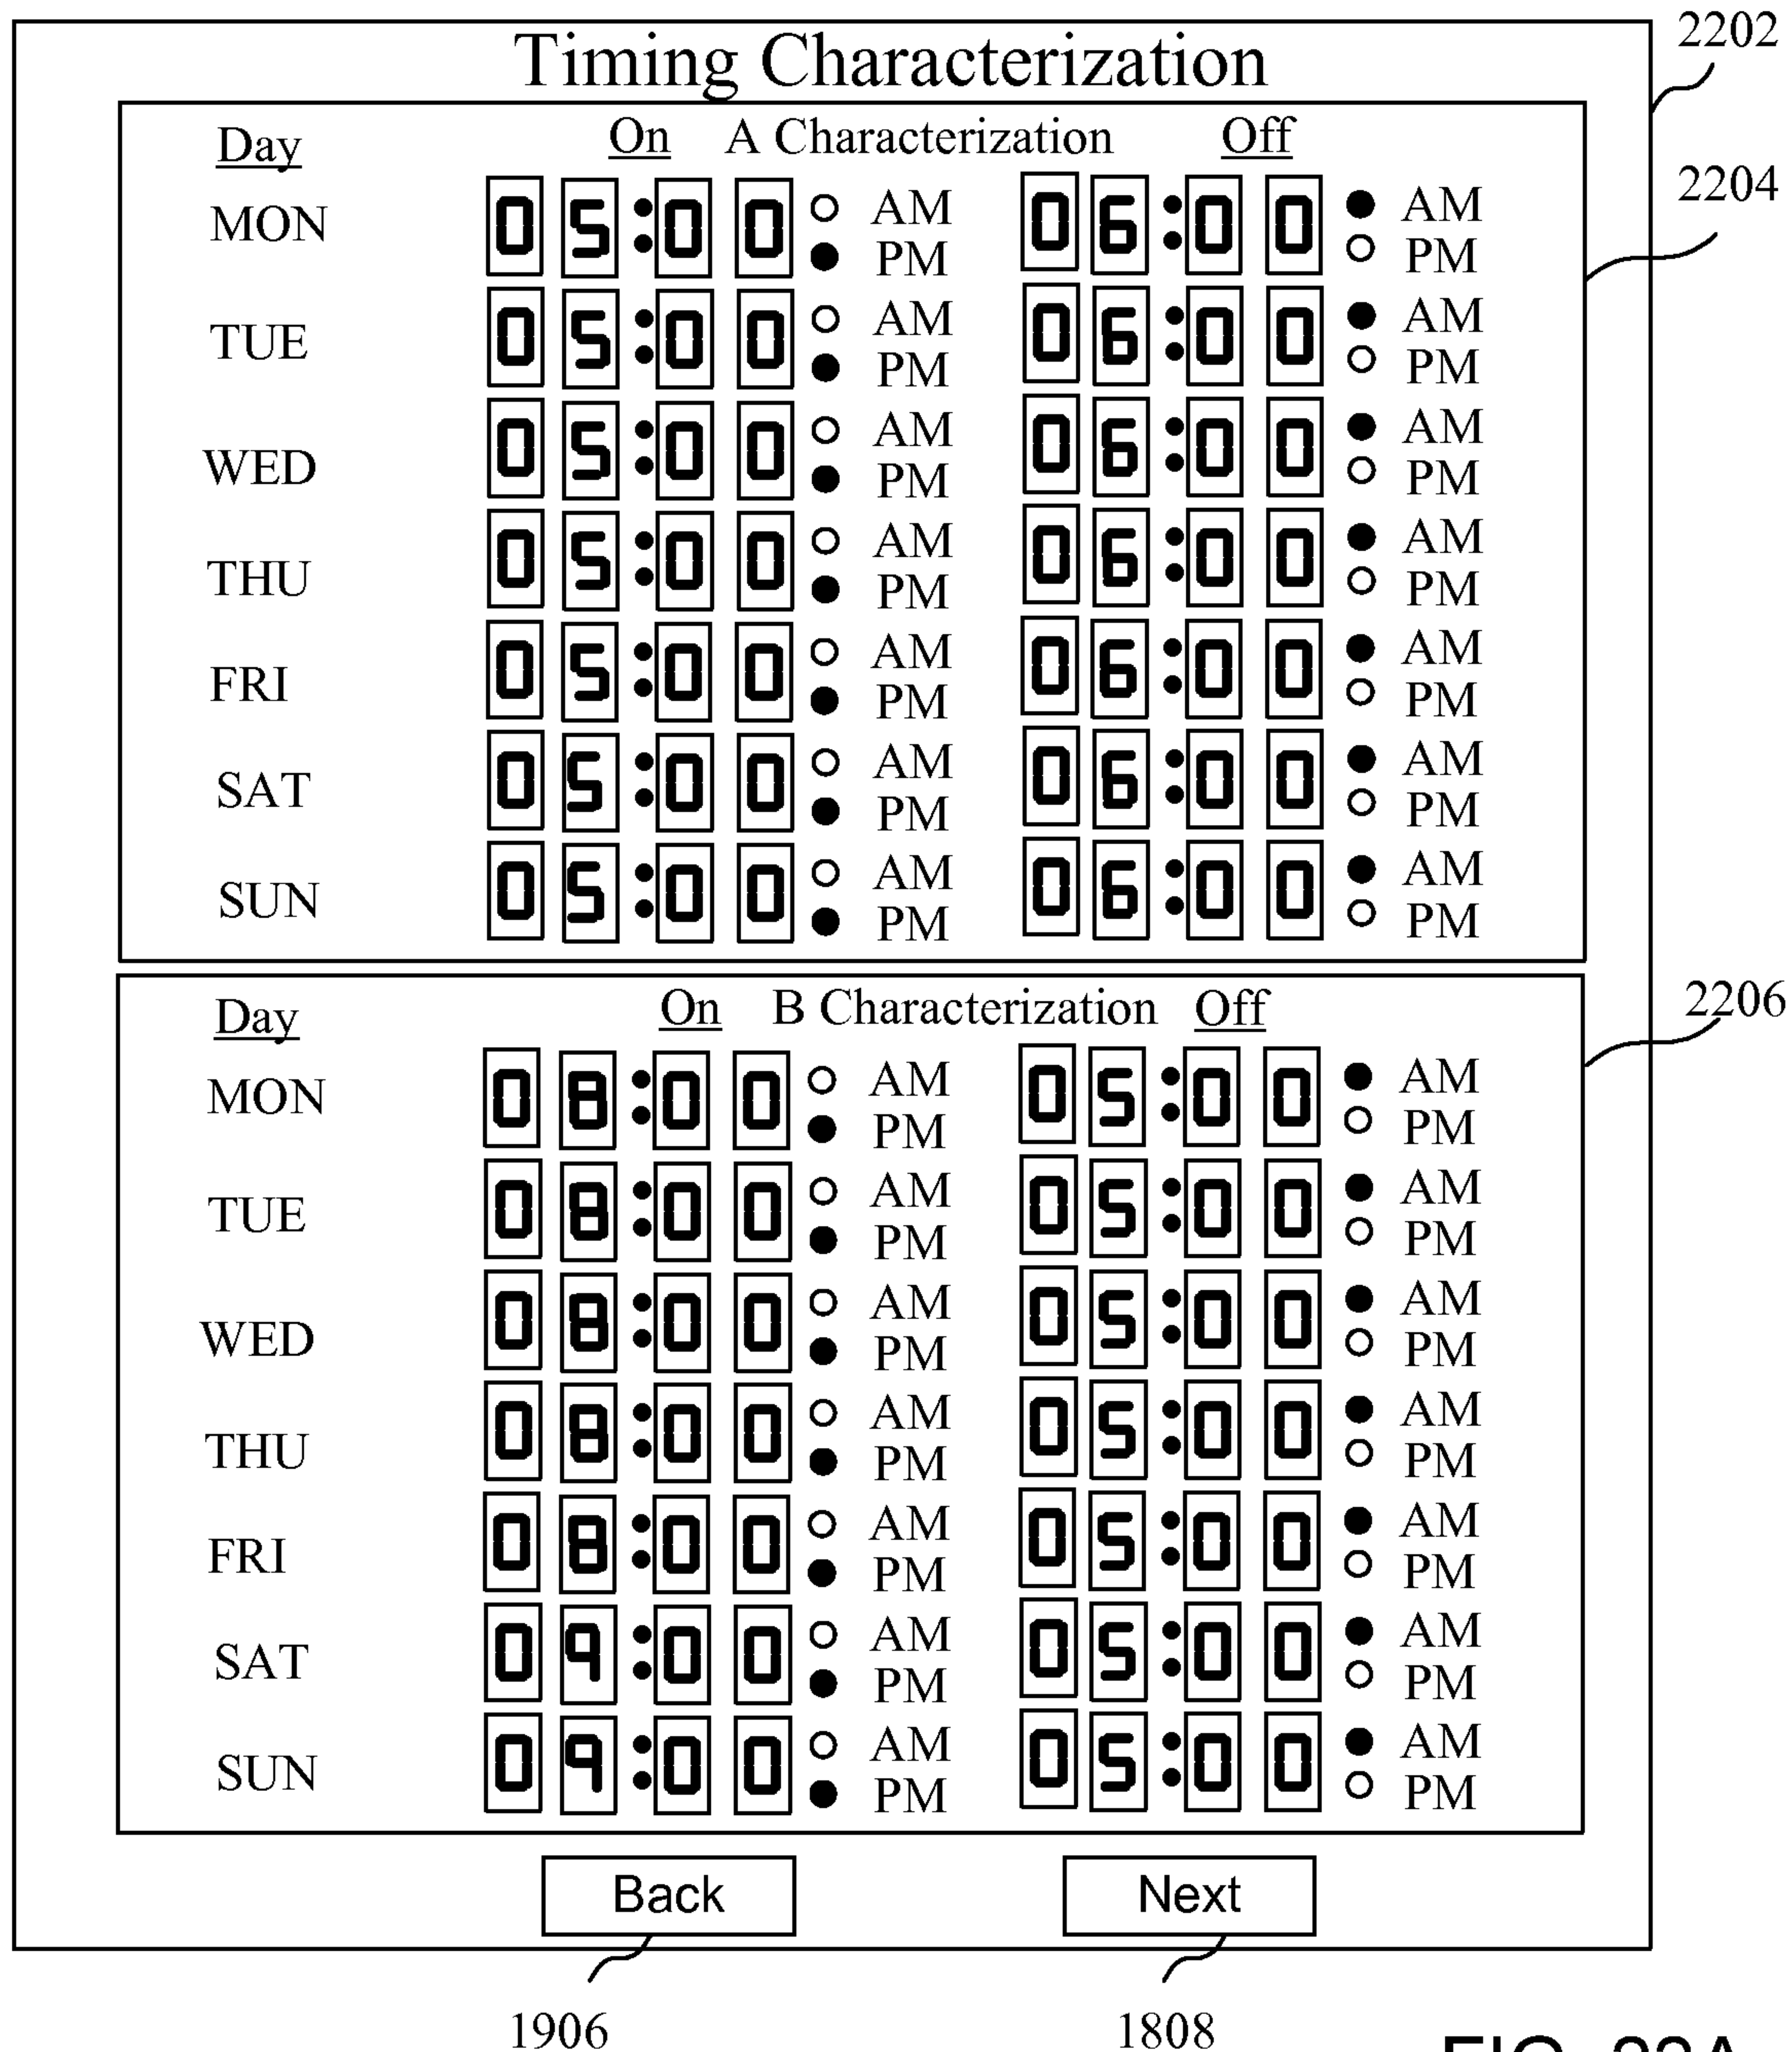 Timing Characterization
2202
Day On A Characterization Off
2204
MON 05:00 AM PM 06:00 AM PM
TUE 05:00 AM PM 06:00 AM PM
WED 05:00 AM PM 06:00 AM PM
THU 05:00 AM PM 06:00 AM PM
FRI 05:00 AM PM 06:00 AM PM
SAT 05:00 AM PM 06:00 AM PM
SUN 05:00 AM PM 06:00 AM PM
Day On B Characterization Off
2206
MON 08:00 AM PM 05:00 AM PM
TUE 08:00 AM PM 05:00 AM PM
WED 08:00 AM PM 05:00 AM PM
THU 08:00 AM PM 05:00 AM PM
FRI 08:00 AM PM 05:00 AM PM
SAT 09:00 AM PM 05:00 AM PM
SUN 09:00 AM PM 05:00 AM PM
Back Next
1906 1808